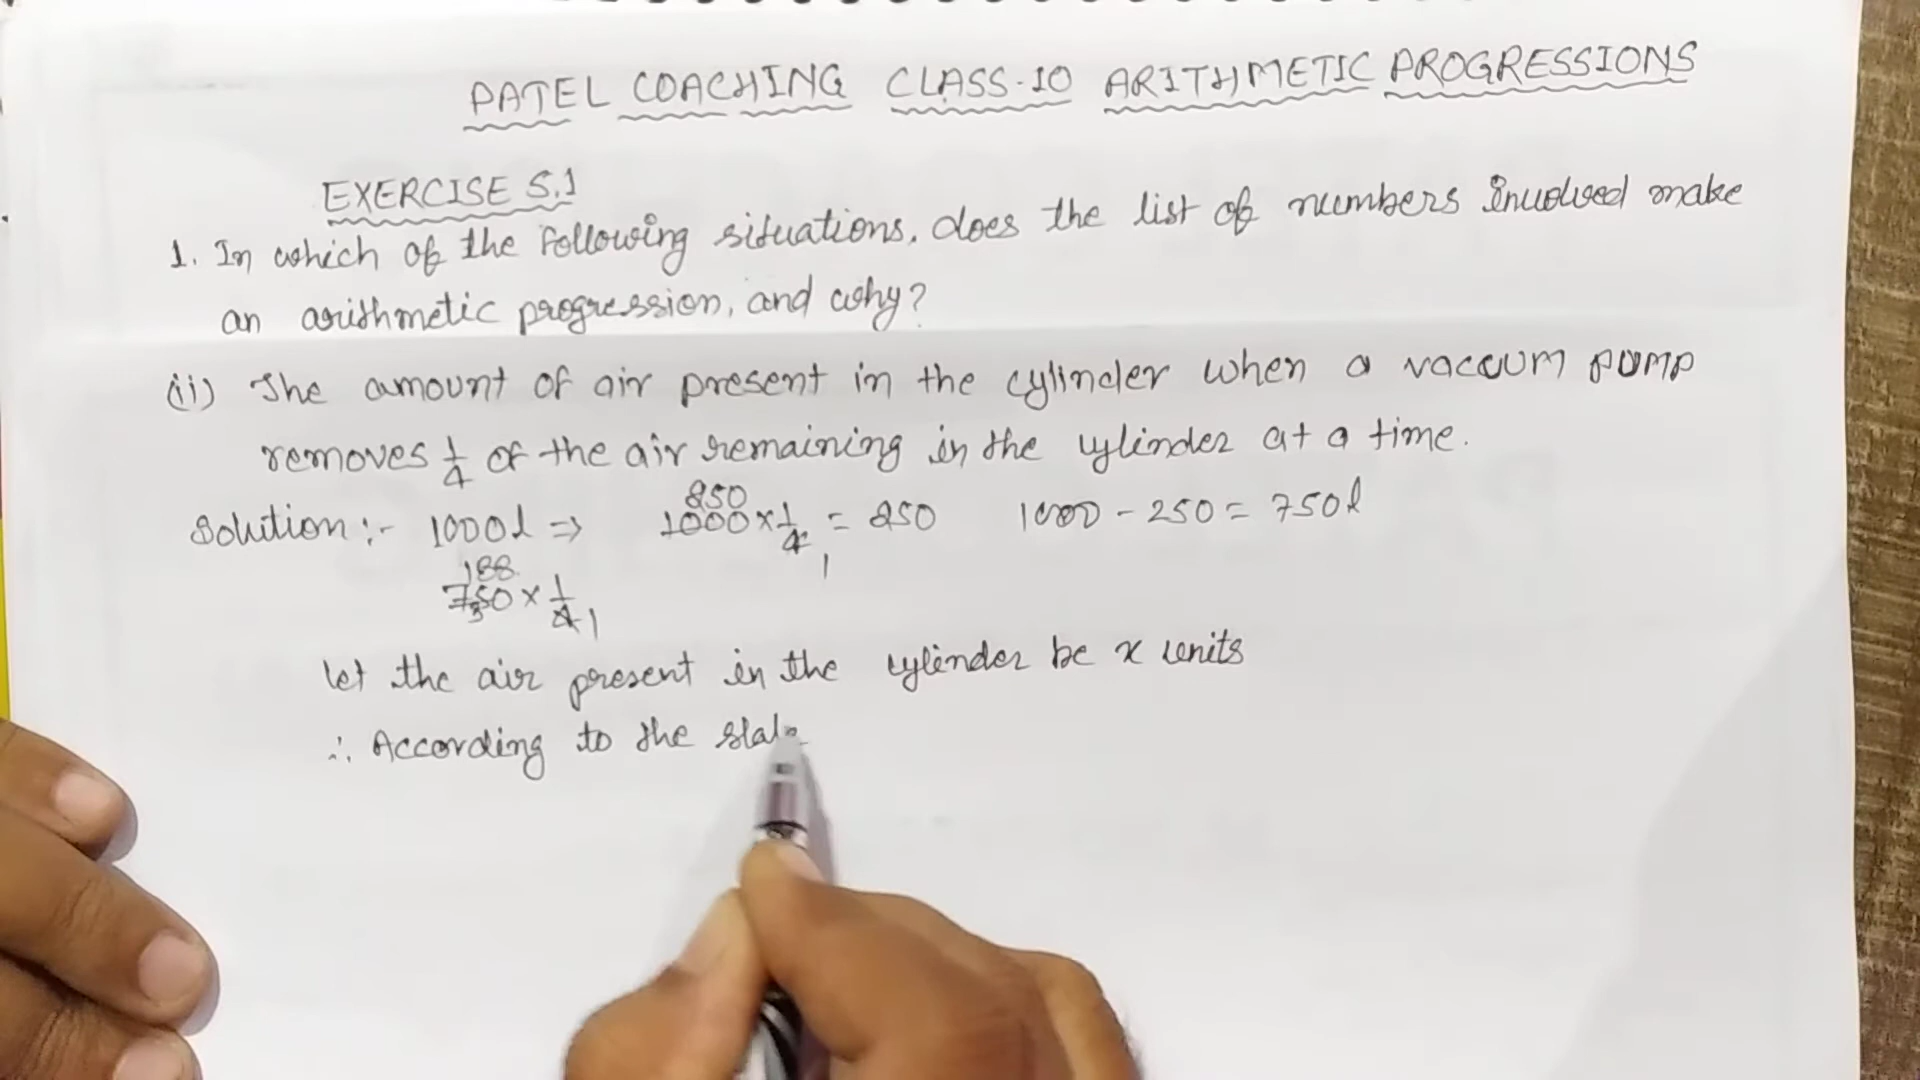 PATEL COACHING CLASS-10 ARITHMETIC PROGRESSIONS
EXERCISE 5.1
1. In which of the following situations, does the list of numbers involved make
an arithmetic progression, and why?
(ii) The amount of air present in the cylinder when a vacuum pump
removes 1/4 of the air remaining in the cylinder at a time.
Solution :- 1000l => 250 1000 × 1/4 1 = 250 1000 - 250 = 750l
188 750 × 1/4 1
let the air present in the cylinder be x units
∴ According to the state